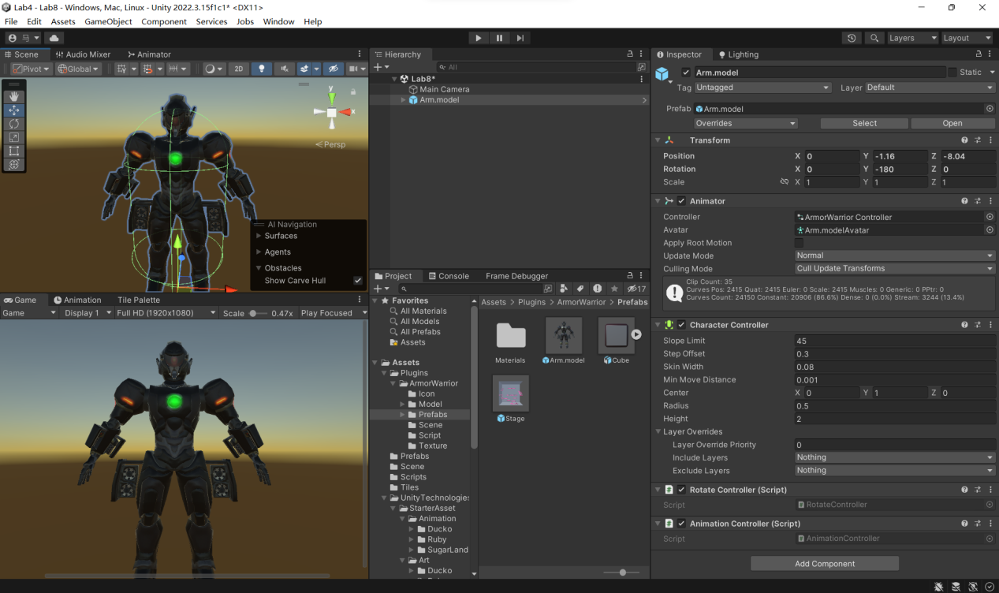 Lab4 - Lab8 - Windows, Mac, Linux - Unity 2022.3.15f1c1* <DX11>
File Edit Assets GameObject Component Services Jobs Window Help
马
Layers Layout
Scene Audio Mixer Animator
Pivot Global 2D
y
x
Persp
AI Navigation
Surfaces
Agents
Obstacles
Show Carve Hull
Game Animation Tile Palette
Game Display 1 Full HD (1920x1080) Scale 0.47x Play Focused
Hierarchy
All
Lab8*
Main Camera
Arm.model
Project Console Frame Debugger
17
Favorites
All Materials
All Models
All Prefabs
Assets
Assets
Plugins
ArmorWarrior
Icon
Model
Prefabs
Scene
Script
Texture
Prefabs
Scene
Scripts
Tiles
UnityTechnologies
StarterAsset
Animation
Ducko
Ruby
SugarLand
Art
Ducko
Assets > Plugins > ArmorWarrior > Prefabs
Materials Arm.model Cube
Stage
Inspector Lighting
Arm.model Static
Tag Untagged Layer Default
Prefab Arm.model
Overrides Select Open
Transform
Position X 0 Y -1.16 Z -8.04
Rotation X 0 Y -180 Z 0
Scale X 1 Y 1 Z 1
Animator
Controller ArmorWarrior Controller
Avatar Arm.modelAvatar
Apply Root Motion
Update Mode Normal
Culling Mode Cull Update Transforms
Clip Count: 35
Curves Pos: 2415 Quat: 2415 Euler: 0 Scale: 2415 Muscles: 0 Generic: 0 PPtr: 0
Curves Count: 24150 Constant: 20906 (86.6%) Dense: 0 (0.0%) Stream: 3244 (13.4%)
Character Controller
Slope Limit 45
Step Offset 0.3
Skin Width 0.08
Min Move Distance 0.001
Center X 0 Y 1 Z 0
Radius 0.5
Height 2
Layer Overrides
Layer Override Priority 0
Include Layers Nothing
Exclude Layers Nothing
Rotate Controller (Script)
Script RotateController
Animation Controller (Script)
Script AnimationController
Add Component